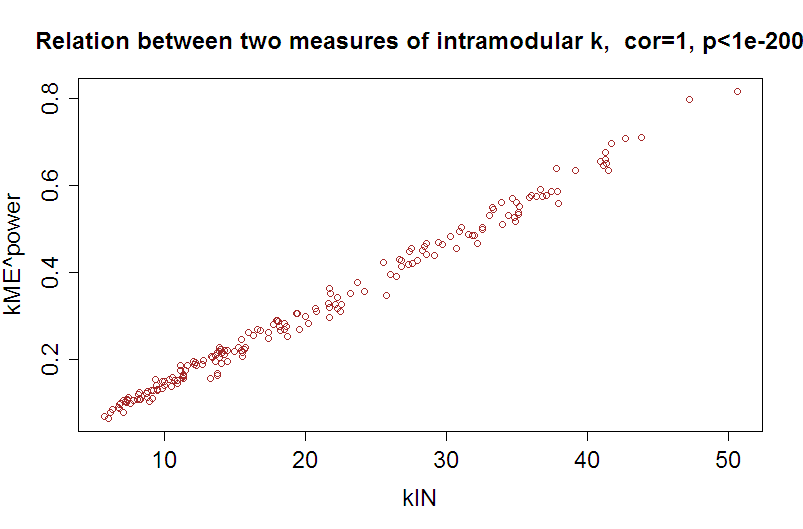 Relation between two measures of intramodular k,  cor=1, p<1e-200
kME^power
0.8
0.6
0.4
0.2
10 20 30 40 50
kIN